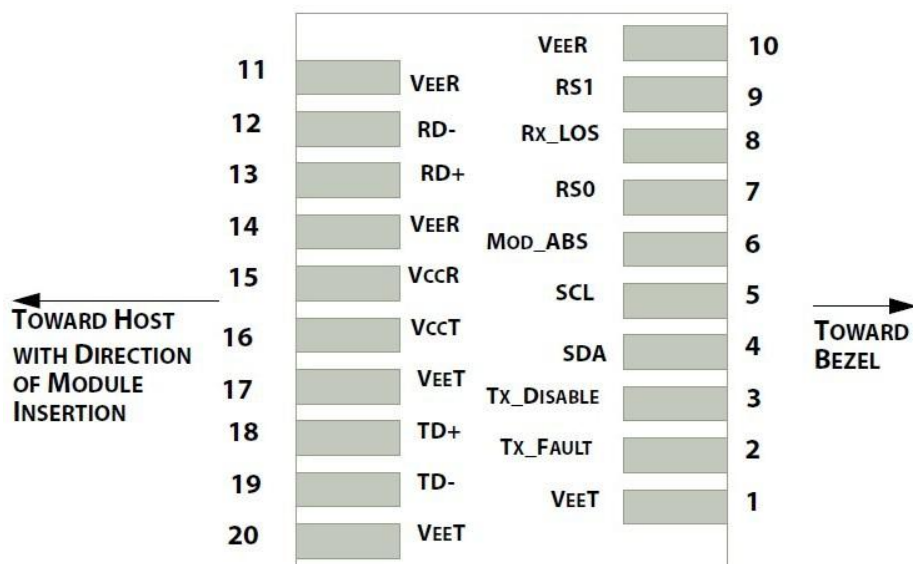 11 VEER
12 RD-
13 RD+
14 VEER
15 VCCR
16 VCCT
17 VEET
18 TD+
19 TD-
20 VEET
TOWARD HOST
WITH DIRECTION
OF MODULE
INSERTION
VEER 10
RS1 9
RX_LOS 8
RS0 7
MOD_ABS 6
SCL 5
SDA 4
TX_DISABLE 3
TX_FAULT 2
VEET 1
TOWARD
BEZEL